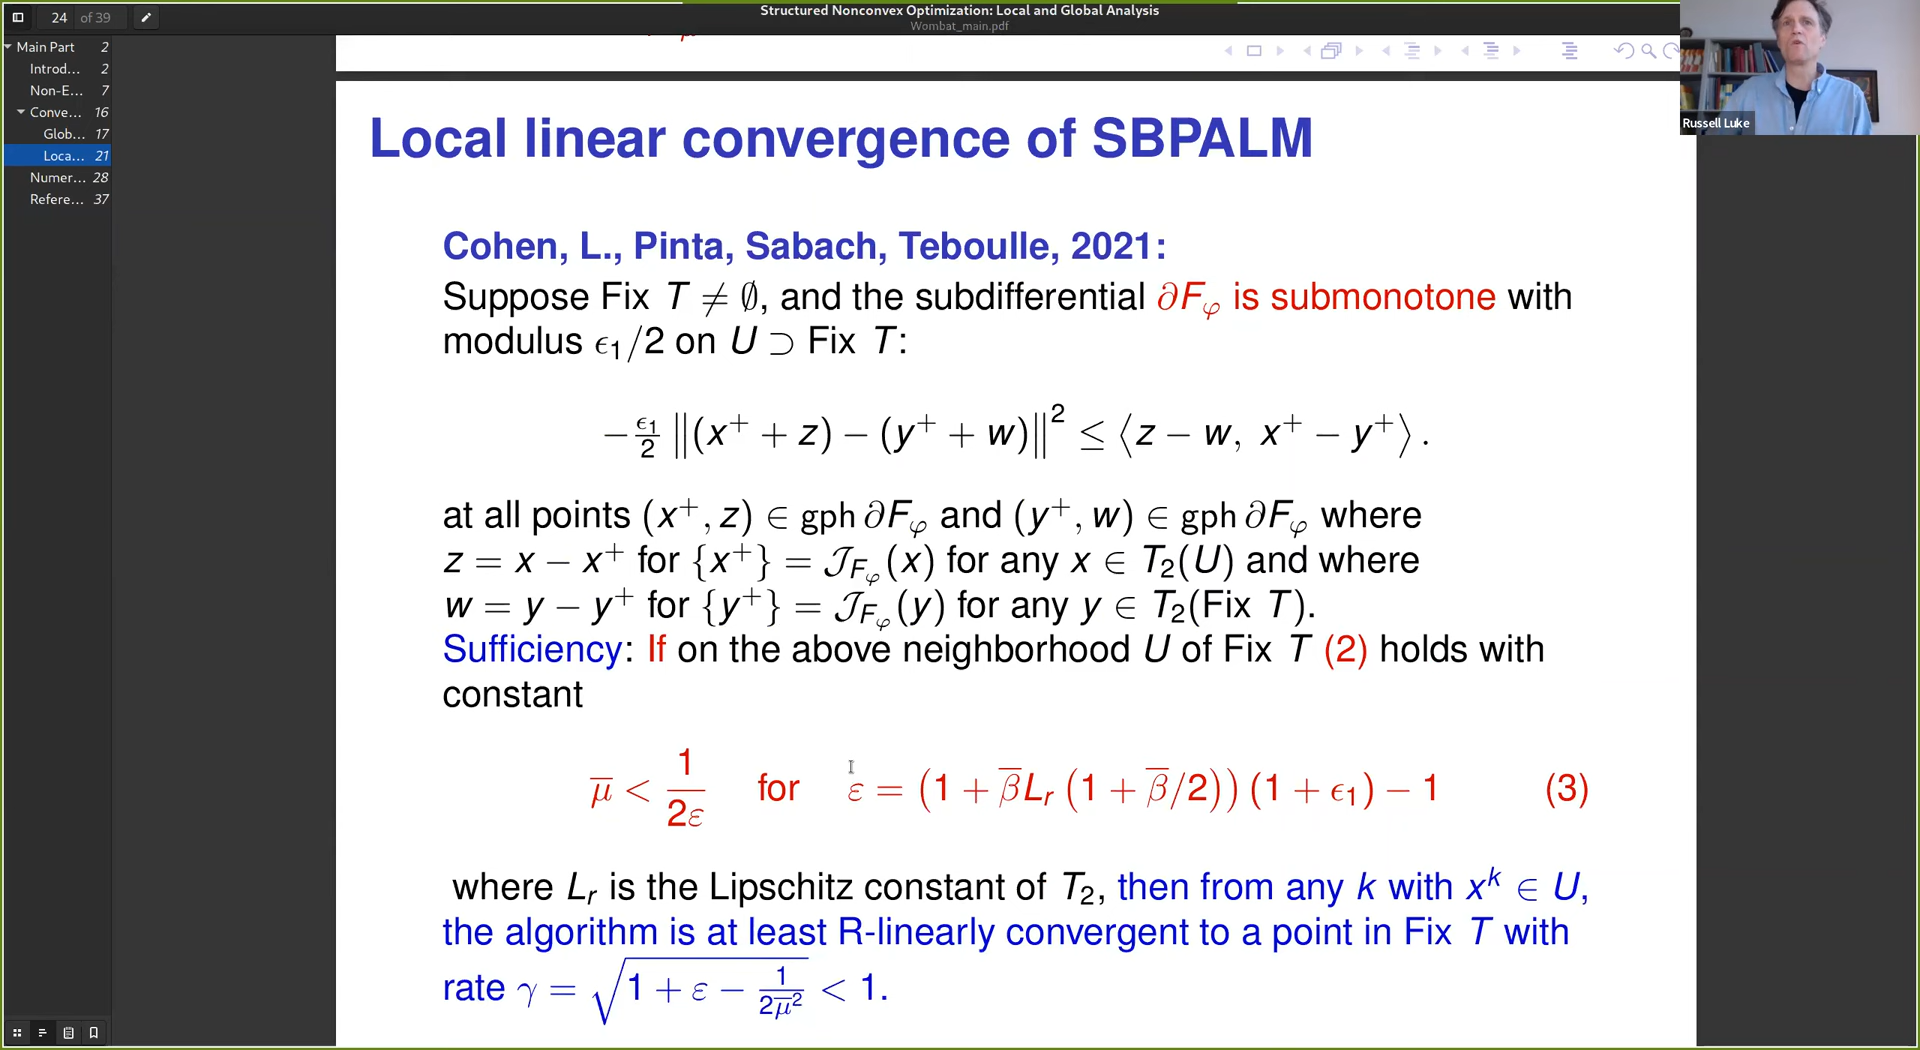 24 of 39
Structured Nonconvex Optimization: Local and Global Analysis
Wombat_main.pdf
Main Part 2
Introd... 2
Non-E... 7
Conve... 16
Glob... 17
Loca... 21
Numer... 28
Refere... 37
Russell Luke
Local linear convergence of SBPALM
Cohen, L., Pinta, Sabach, Teboulle, 2021:
Suppose Fix T ≠ ∅, and the subdifferential ∂F_φ is submonotone with
modulus ϵ₁/2 on U ⊃ Fix T:
−ϵ₁/2 ‖(x⁺ + z) − (y⁺ + w)‖² ≤ ⟨z − w, x⁺ − y⁺⟩.
at all points (x⁺, z) ∈ gph ∂F_φ and (y⁺, w) ∈ gph ∂F_φ where
z = x − x⁺ for {x⁺} = 𝒥_{F_φ}(x) for any x ∈ T₂(U) and where
w = y − y⁺ for {y⁺} = 𝒥_{F_φ}(y) for any y ∈ T₂(Fix T).
Sufficiency: If on the above neighborhood U of Fix T (2) holds with
constant
μ̅ < 1/2ε for ε = (1 + β̅L_r (1 + β̅/2)) (1 + ϵ₁) − 1 (3)
where L_r is the Lipschitz constant of T₂, then from any k with xᵏ ∈ U,
the algorithm is at least R-linearly convergent to a point in Fix T with
rate γ = √(1 + ε − 1/2μ̅²) < 1.